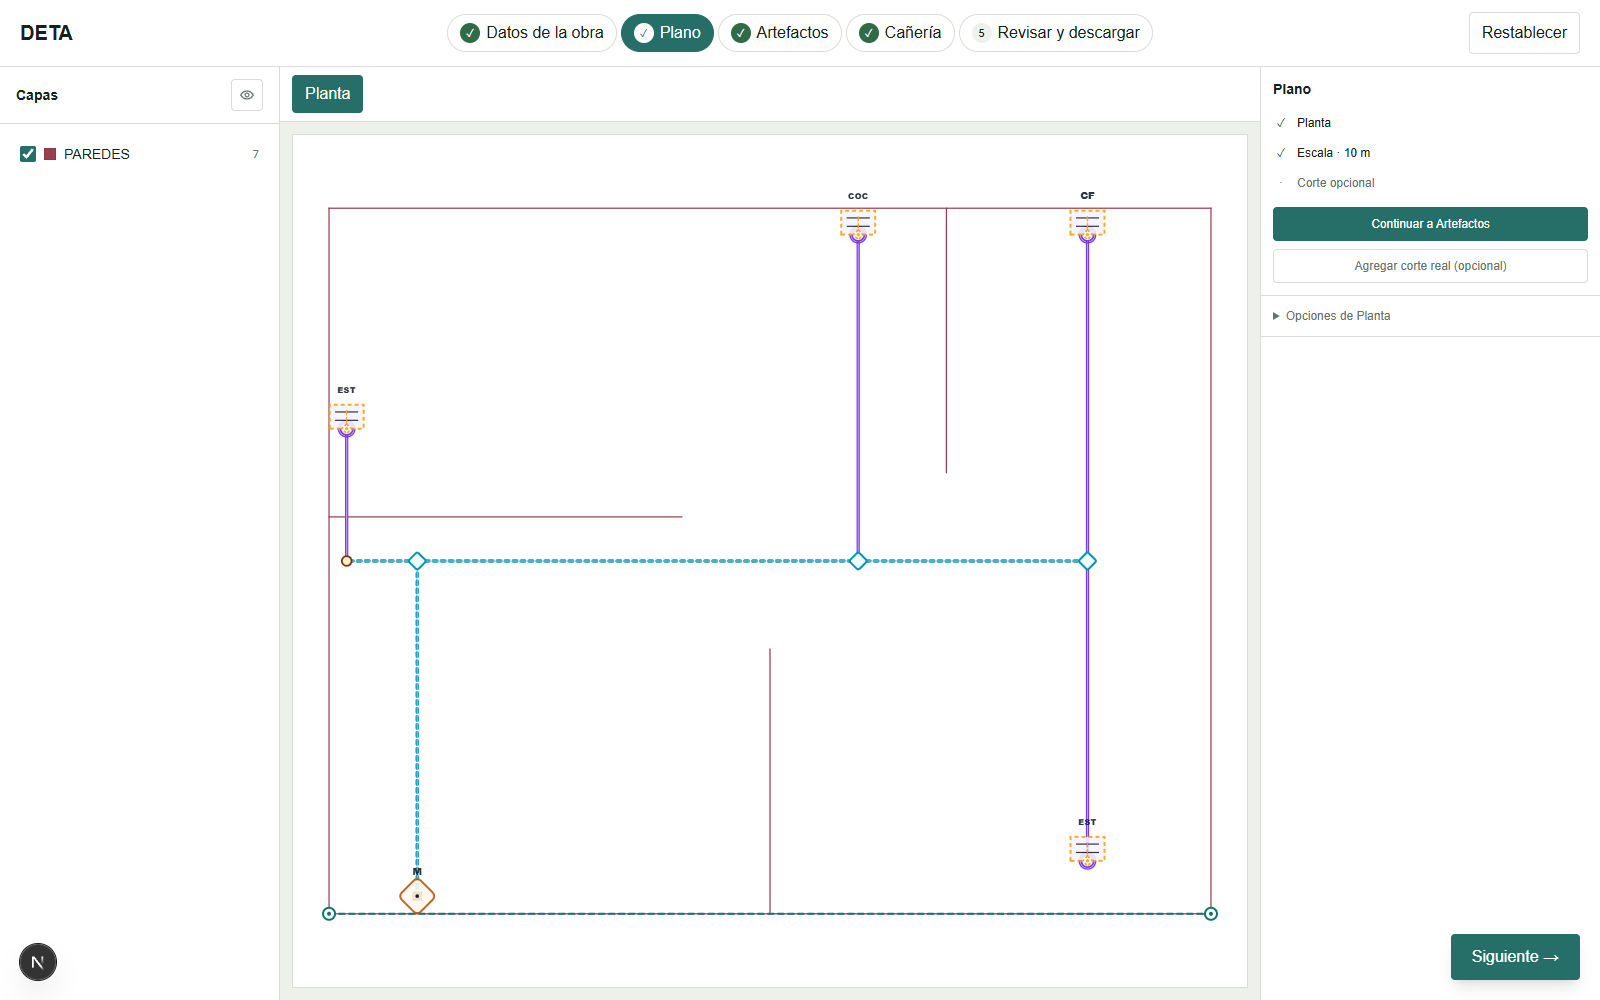 DETA
Datos de la obra
Plano
Artefactos
Cañería
5 Revisar y descargar
Restablecer
Capas
PAREDES 7
Planta
COC
CF
EST
M
EST
Plano
Planta
Escala · 10 m
Corte opcional
Continuar a Artefactos
Agregar corte real (opcional)
Opciones de Planta
N
Siguiente →